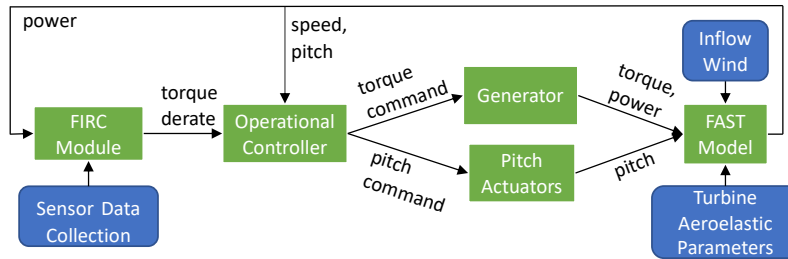 power
speed,
pitch
Inflow
Wind
torque
derate
torque
command
Generator
torque,
power
FIRC
Module
Operational
Controller
FAST
Model
pitch
command
Pitch
Actuators
pitch
Sensor Data
Collection
Turbine
Aeroelastic
Parameters